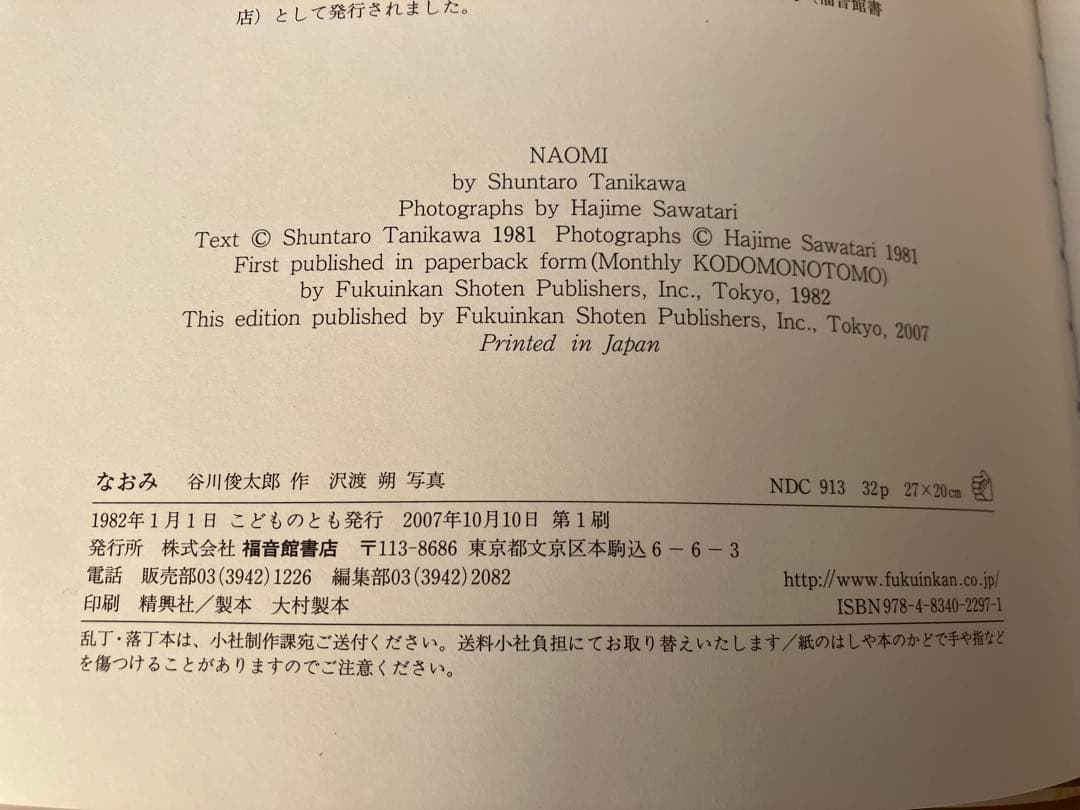 （福音館書
店）として発行されました。
NAOMI
by Shuntaro Tanikawa
Photographs by Hajime Sawatari
Text © Shuntaro Tanikawa 1981 Photographs © Hajime Sawatari 1981
First published in paperback form (Monthly KODOMONOTOMO)
by Fukuinkan Shoten Publishers, Inc., Tokyo, 1982
This edition published by Fukuinkan Shoten Publishers, Inc., Tokyo, 2007
Printed in Japan
なおみ 谷川俊太郎 作 沢渡 朔 写真 NDC 913 32p 27×20㎝
1982年1月1日 こどものとも発行 2007年10月10日 第1刷
発行所 株式会社 福音館書店 〒113-8686 東京都文京区本駒込6－6－3
電話 販売部03(3942)1226 編集部03(3942)2082 http://www.fukuinkan.co.jp/
印刷 精興社／製本 大村製本 ISBN978-4-8340-2297-1
乱丁・落丁本は、小社制作課宛ご送付ください。送料小社負担にてお取り替えいたします／紙のはしや本のかどで手や指など
を傷つけることがありますのでご注意ください。